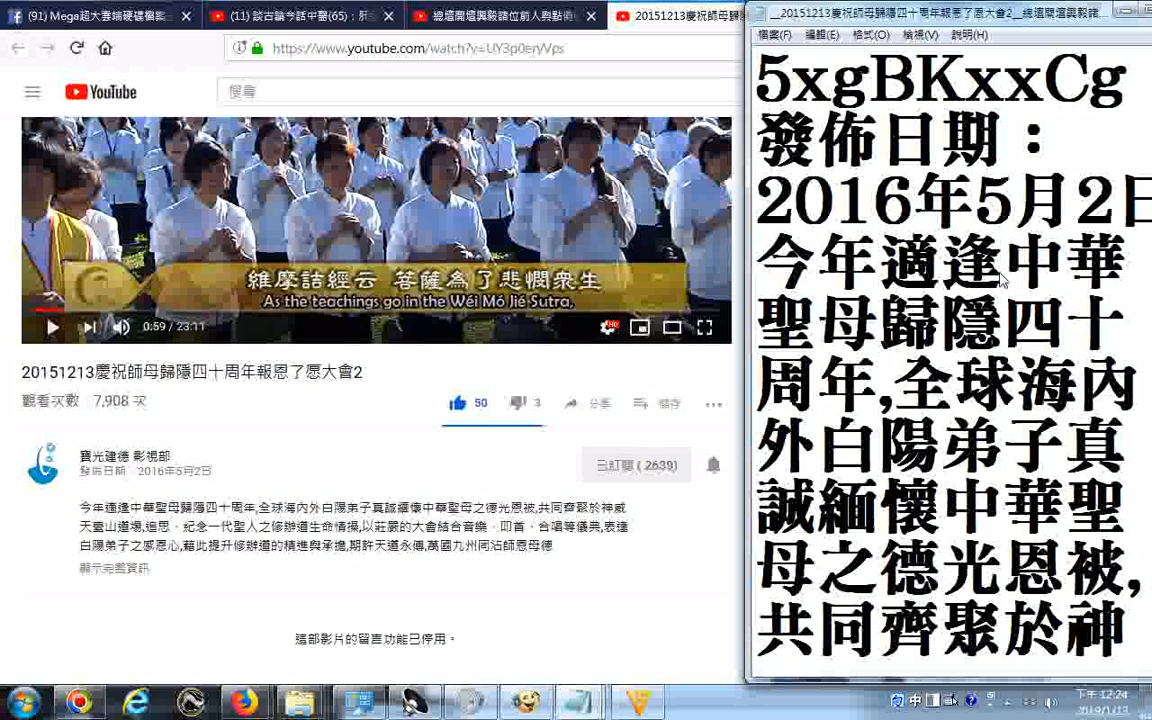 (91) Mega超大雲端硬碟檔案
(11) 談古論今話中醫(65)：肝
總壇開壇興毅諸位前人對點傳
20151213慶祝師母歸隱
__20151213慶祝師母歸隱四十周年報恩了愿大會2__總壇開壇興毅諸
檔案(F) 編輯(E) 格式(O) 檢視(V) 說明(H)
https://www.youtube.com/watch?v=
YouTube
搜尋
維摩詰經云 菩薩為了悲憫眾生
As the teachings go in the Wéi Mó Jié Sutra,
0:59 / 23:11
HD
20151213慶祝師母歸隱四十周年報恩了愿大會2
觀看次數 7,908 次
50
3
分享
儲存
寶光建德 影視部
發佈日期：2016年5月2日
已訂閱 (2639)
今年適逢中華聖母歸隱四十周年,全球海內外白陽弟子真誠緬懷中華聖母之德光恩被,共同齊聚於神威
天臺山道場,追思、紀念一代聖人之修辦道生命情操,以莊嚴的大會結合音樂、叩首、合唱等儀典,表達
白陽弟子之感恩心,藉此提升修辦道的精進與承擔,期許天道永傳,萬國九州同沾師恩母德
顯示完整資訊
這部影片的留言功能已停用。
5xgBKxxCg
發佈日期：
2016年5月2日
今年適逢中華
聖母歸隱四十
周年,全球海內
外白陽弟子真
誠緬懷中華聖
母之德光恩被,
共同齊聚於神
中
下午 12:24